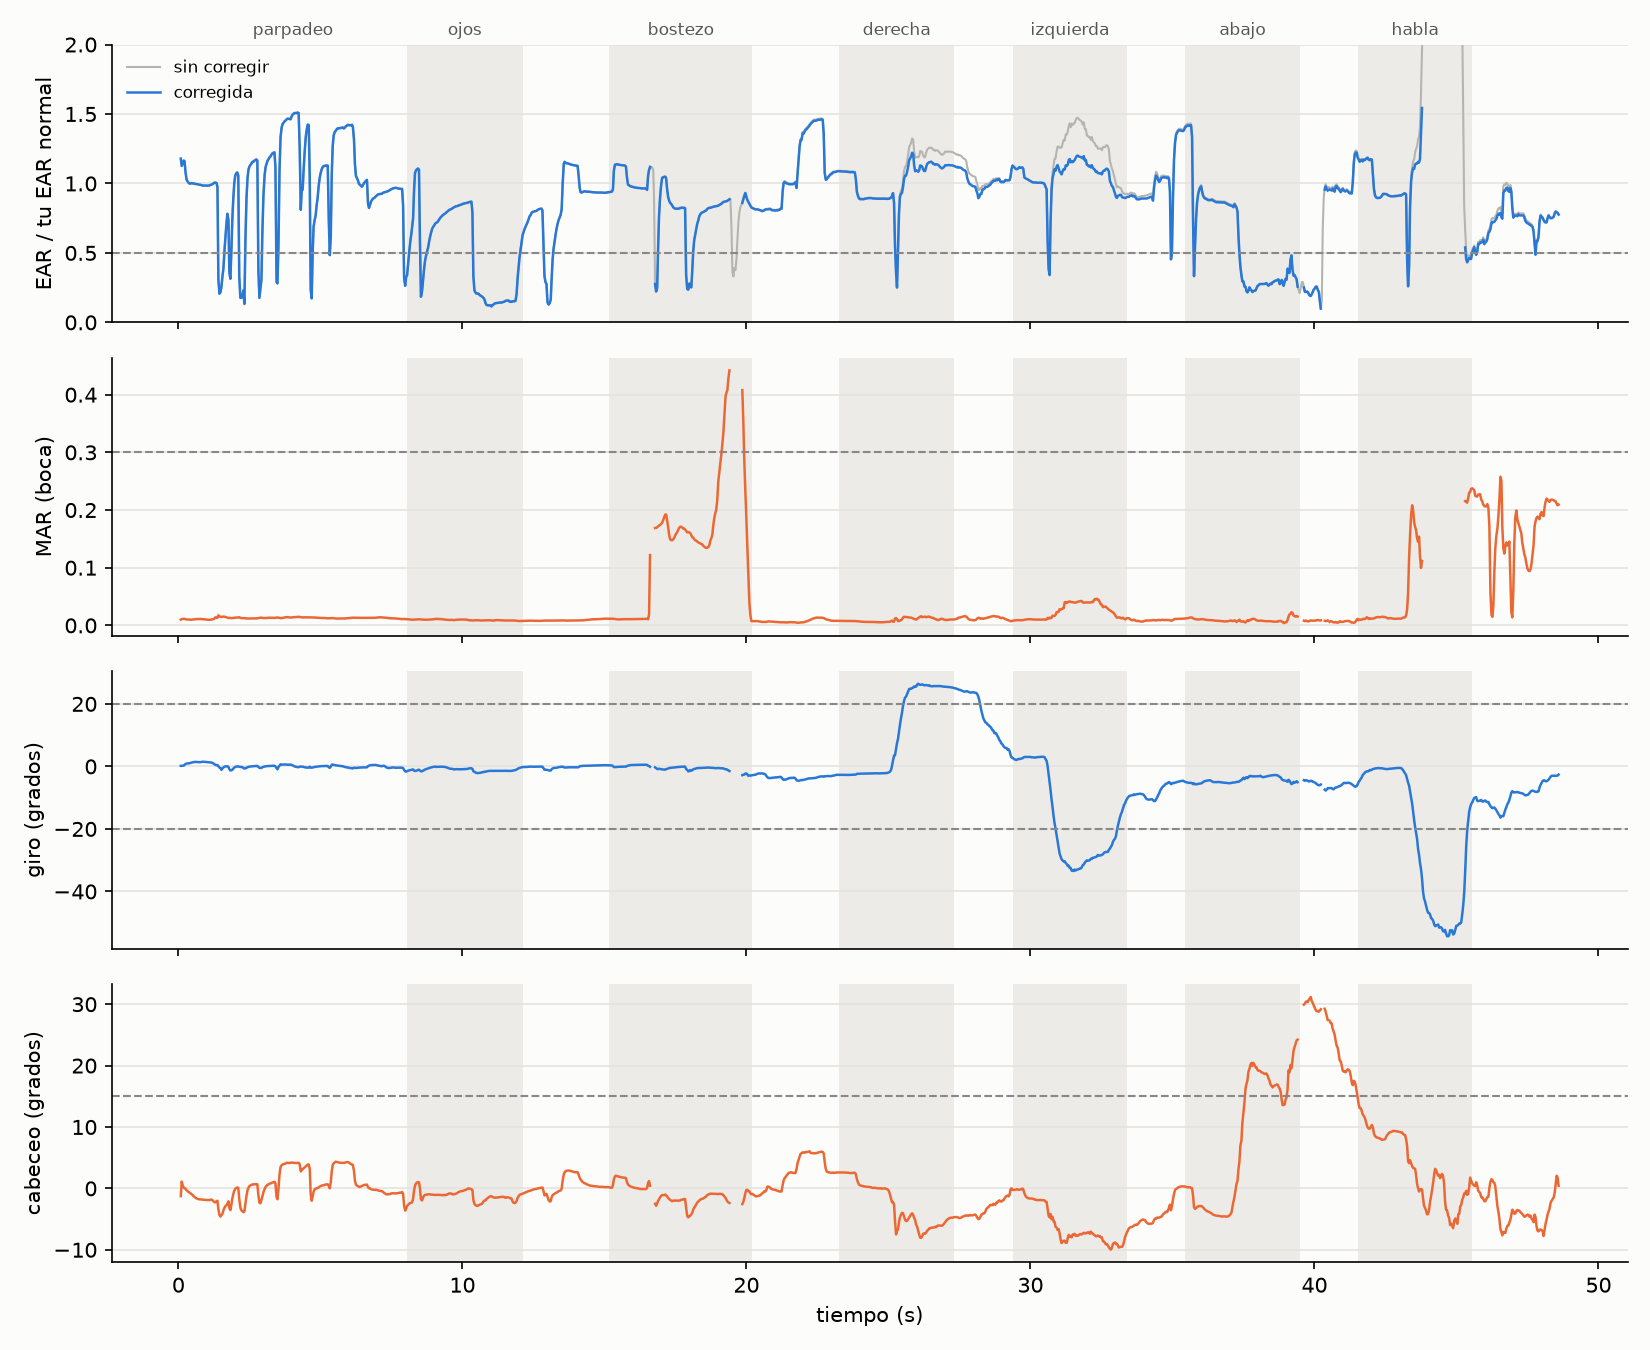 parpadeo ojos bostezo derecha izquierda abajo habla
sin corregir
corregida
EAR / tu EAR normal
2.0
1.5
1.0
0.5
0.0
MAR (boca)
0.4
0.3
0.2
0.1
0.0
giro (grados)
20
0
−20
−40
cabeceo (grados)
30
20
10
0
−10
0 10 20 30 40 50
tiempo (s)